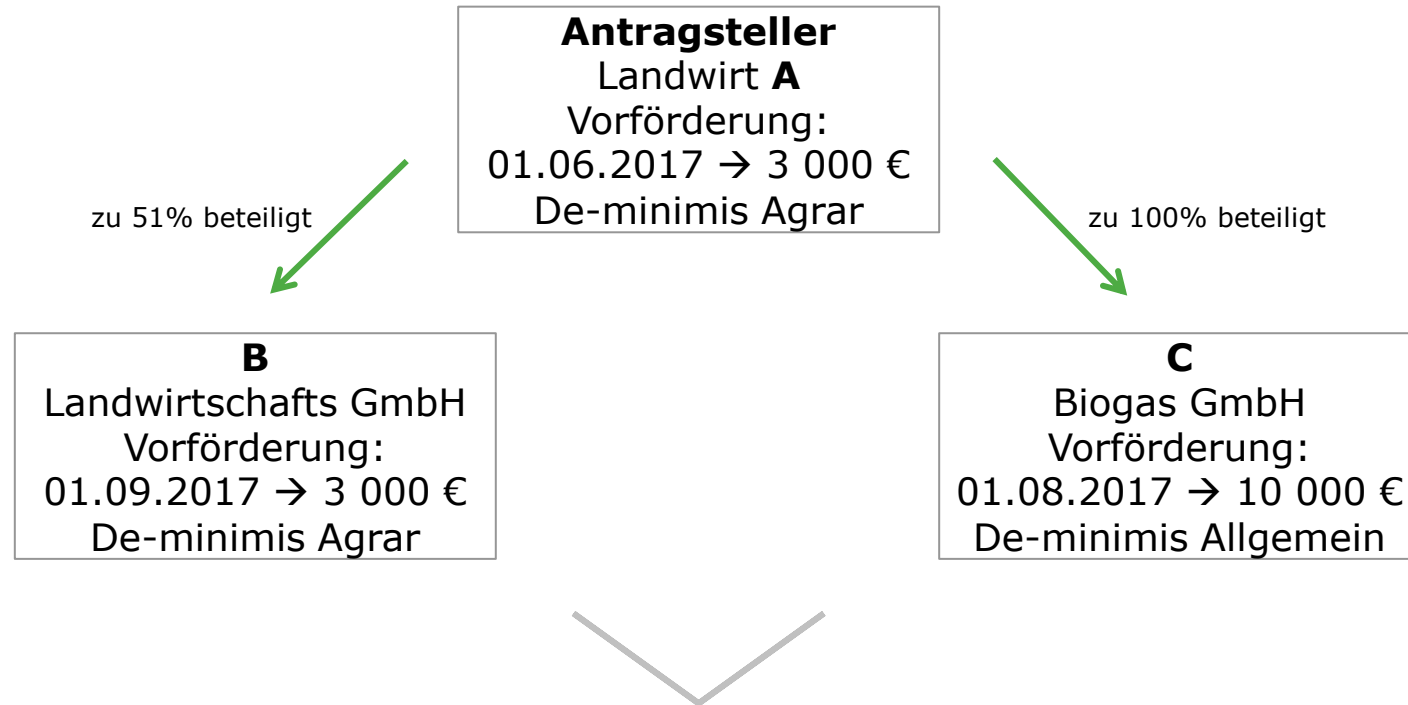 Antragsteller
Landwirt A
Vorförderung:
01.06.2017 → 3 000 €
De-minimis Agrar
zu 51% beteiligt
zu 100% beteiligt
B
Landwirtschafts GmbH
Vorförderung:
01.09.2017 → 3 000 €
De-minimis Agrar
C
Biogas GmbH
Vorförderung:
01.08.2017 → 10 000 €
De-minimis Allgemein